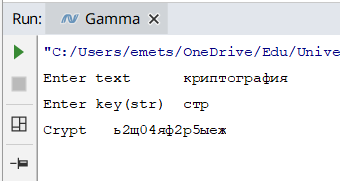 Run: Gamma ×
"C:/Users/emets/OneDrive/Edu/Unive
Enter text криптография
Enter key(str) стр
Crypt ь2щ04яф2р5ыеж